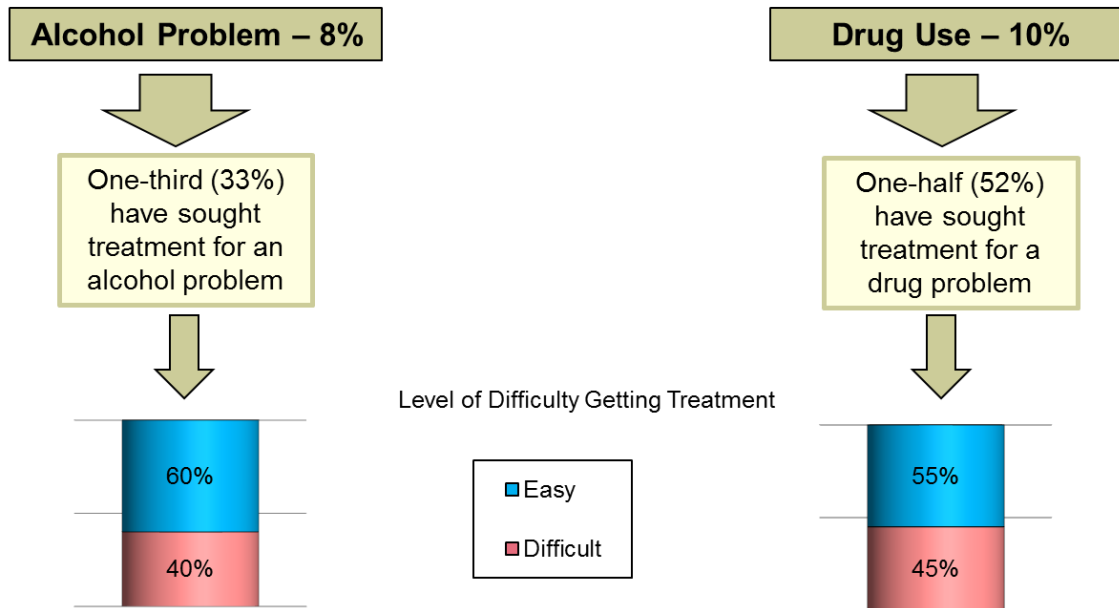 Alcohol Problem – 8%
One-third (33%)
have sought
treatment for an
alcohol problem
60%
40%
Level of Difficulty Getting Treatment
Easy
Difficult
Drug Use – 10%
One-half (52%)
have sought
treatment for a
drug problem
55%
45%